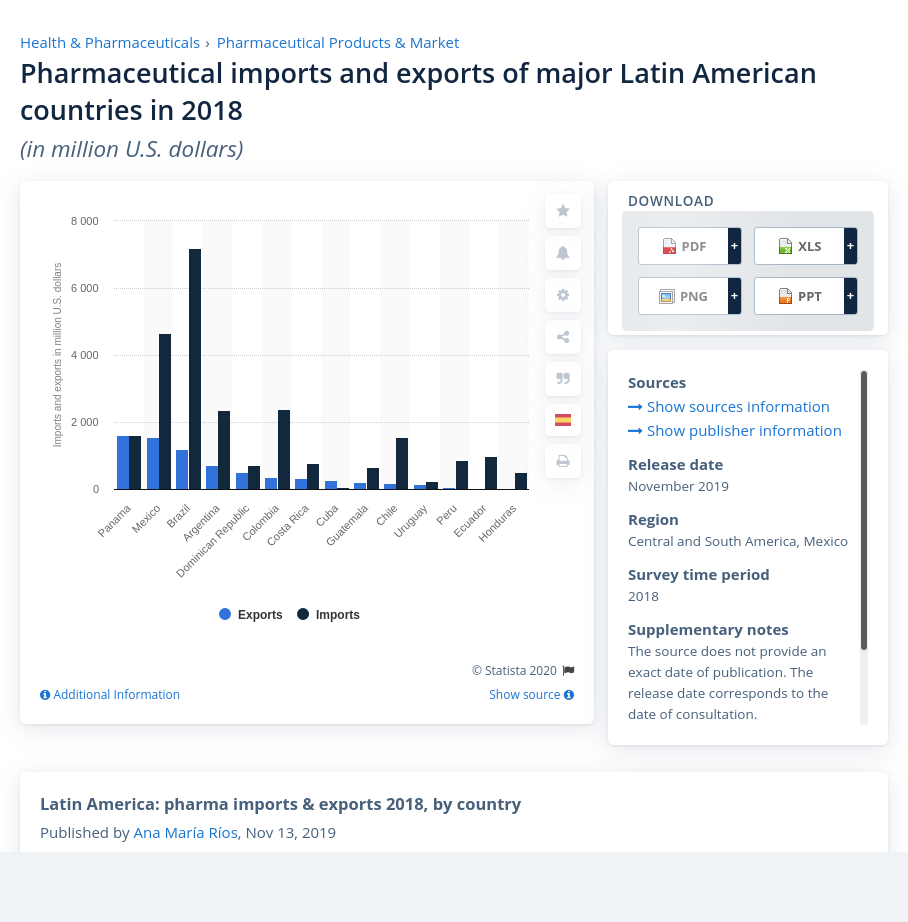 Health & Pharmaceuticals › Pharmaceutical Products & Market
Pharmaceutical imports and exports of major Latin American
countries in 2018
(in million U.S. dollars)
Imports and exports in million U.S. dollars
8 000
6 000
4 000
2 000
0
Panama
Mexico
Brazil
Argentina
Dominican Republic
Colombia
Costa Rica
Cuba
Guatemala
Chile
Uruguay
Peru
Ecuador
Honduras
Exports Imports
© Statista 2020
Additional Information Show source
DOWNLOAD
PDF + XLS +
PNG + PPT +
Sources
Show sources information
Show publisher information
Release date
November 2019
Region
Central and South America, Mexico
Survey time period
2018
Supplementary notes
The source does not provide an
exact date of publication. The
release date corresponds to the
date of consultation.
Latin America: pharma imports & exports 2018, by country
Published by Ana María Ríos, Nov 13, 2019